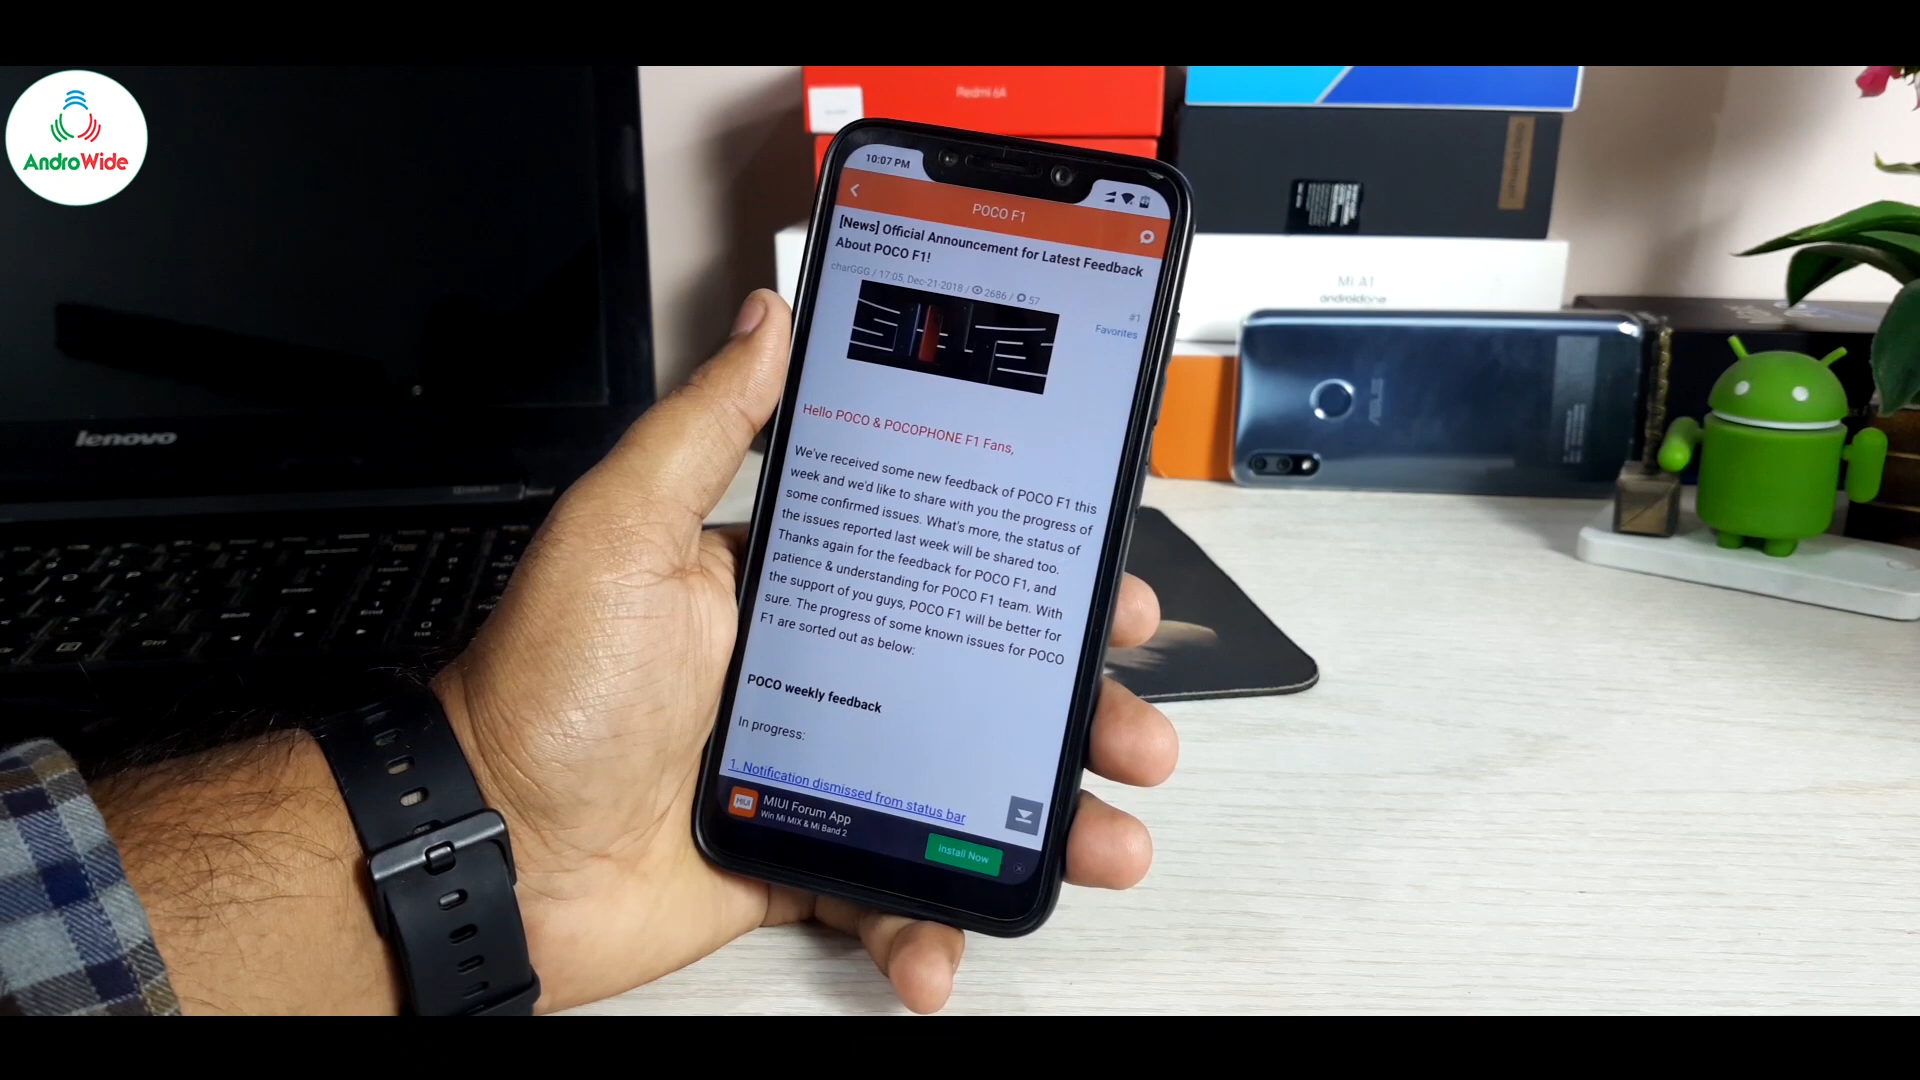 AndroWide
Redmi 6A
Mi A1
androidone
ASUS
lenovo
Home
End
Shift
Ctrl
10:07 PM
POCO F1
[News] Official Announcement for Latest Feedback
About POCO F1!
charGGG / 17:05, Dec-21-2018 / 2686 / 57
#1
Favorites
Hello POCO & POCOPHONE F1 Fans,
We've received some new feedback of POCO F1 this
week and we'd like to share with you the progress of
some confirmed issues. What's more, the status of
the issues reported last week will be shared too.
Thanks again for the feedback for POCO F1, and
patience & understanding for POCO F1 team. With
the support of you guys, POCO F1 will be better for
sure. The progress of some known issues for POCO
F1 are sorted out as below:
POCO weekly feedback
In progress:
1. Notification dismissed from status bar
MIUI
MIUI Forum App
Win Mi MIX & Mi Band 2
Install Now